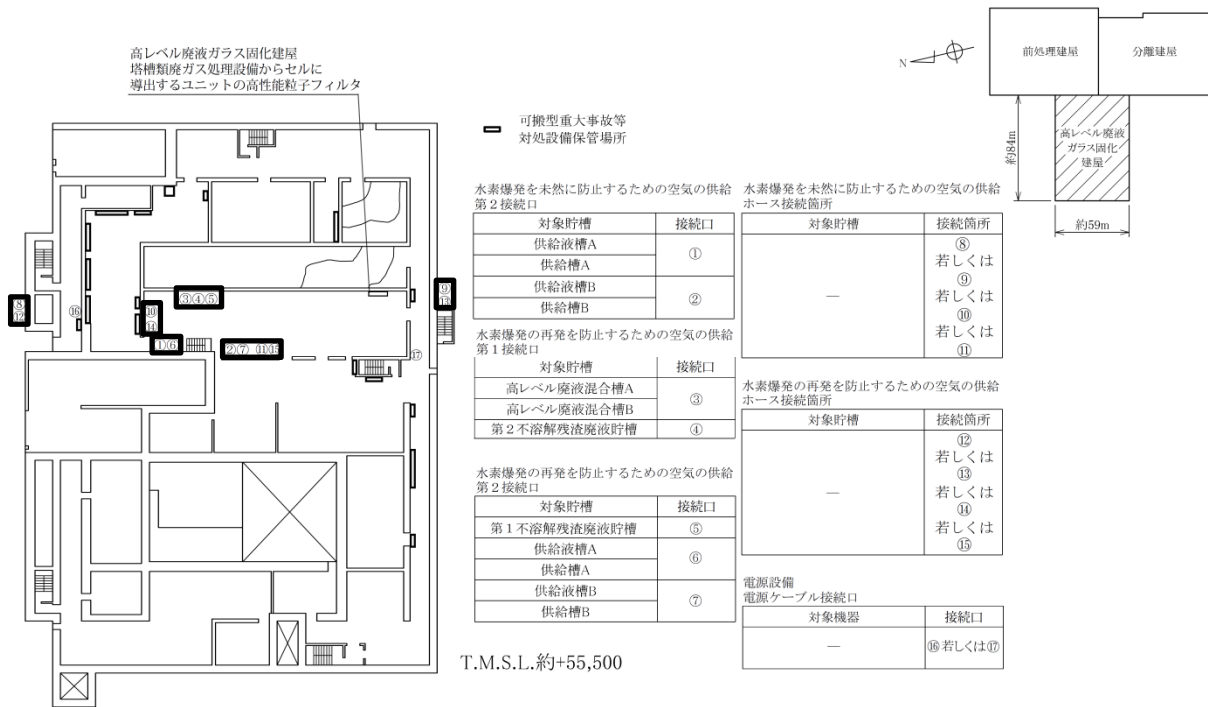 高レベル廃液ガラス固化建屋
塔槽類廃ガス処理設備からセルに
導出するユニットの高性能粒子フィルタ
可搬型重大事故等
対処設備保管場所
N
前処理建屋
分離建屋
高レベル廃液
ガラス固化
建屋
約84m
約59m
⑧
⑫
⑯
③④⑤
⑩
⑭
①⑥
②⑦ ⑪⑮
⑨
⑬
⑰
水素爆発を未然に防止するための空気の供給
第２接続口
対象貯槽 接続口
供給液槽A
供給槽A
①
供給液槽B
供給槽B
②
水素爆発の再発を防止するための空気の供給
第１接続口
対象貯槽 接続口
高レベル廃液混合槽A
高レベル廃液混合槽B
③
第２不溶解残渣廃液貯槽 ④
水素爆発の再発を防止するための空気の供給
第２接続口
対象貯槽 接続口
第１不溶解残渣廃液貯槽 ⑤
供給液槽A
供給槽A
⑥
供給液槽B
供給槽B
⑦
T.M.S.L.約+55,500
水素爆発を未然に防止するための空気の供給
ホース接続箇所
対象貯槽 接続箇所
―
⑧
若しくは
⑨
若しくは
⑩
若しくは
⑪
水素爆発の再発を防止するための空気の供給
ホース接続箇所
対象貯槽 接続箇所
―
⑫
若しくは
⑬
若しくは
⑭
若しくは
⑮
電源設備
電源ケーブル接続口
対象機器 接続口
― ⑯若しくは⑰